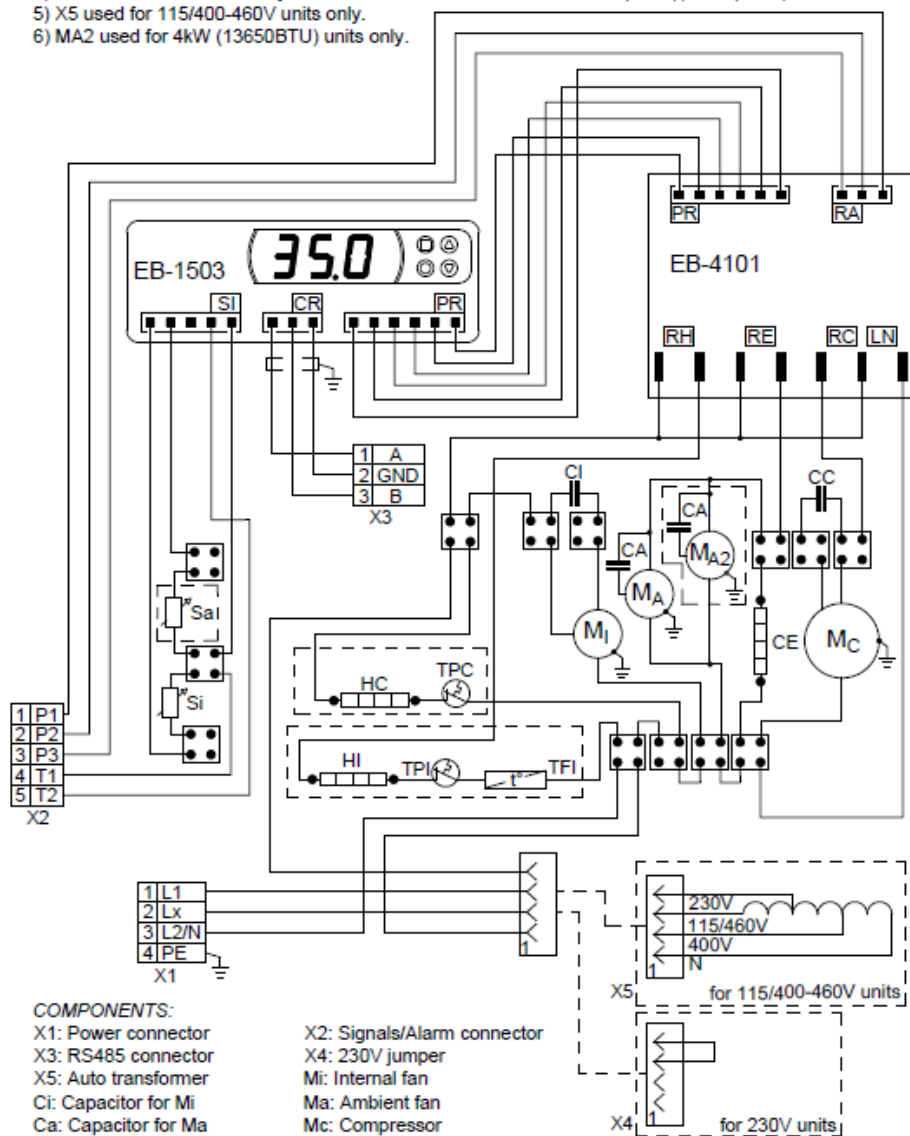 5) X5 used for 115/400-460V units only.
6) MA2 used for 4kW (13650BTU) units only.
PR
RA
EB-4101
EB-1503
35.0
SI
CR
PR
RH
RE
RC
LN
1 A
2 GND
3 B
X3
CI
CC
CA
CA
MA2
MA
MI
MC
CE
Sa
Si
HC
TPC
HI
TPI
t°
TFI
1 P1
2 P2
3 P3
4 T1
5 T2
X2
1 L1
2 Lx
3 L2/N
4 PE
X1
1
230V
115/460V
400V
N
1
X5
for 115/400-460V units
1
X4
for 230V units
COMPONENTS:
X1: Power connector
X2: Signals/Alarm connector
X3: RS485 connector
X4: 230V jumper
X5: Auto transformer
Mi: Internal fan
Ci: Capacitor for Mi
Ma: Ambient fan
Ca: Capacitor for Ma
Mc: Compressor